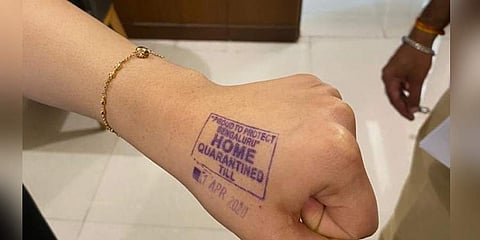 "PROUD TO PROTECT
BENGALURU"
HOME
QUARANTINED
TILL
APR 2020